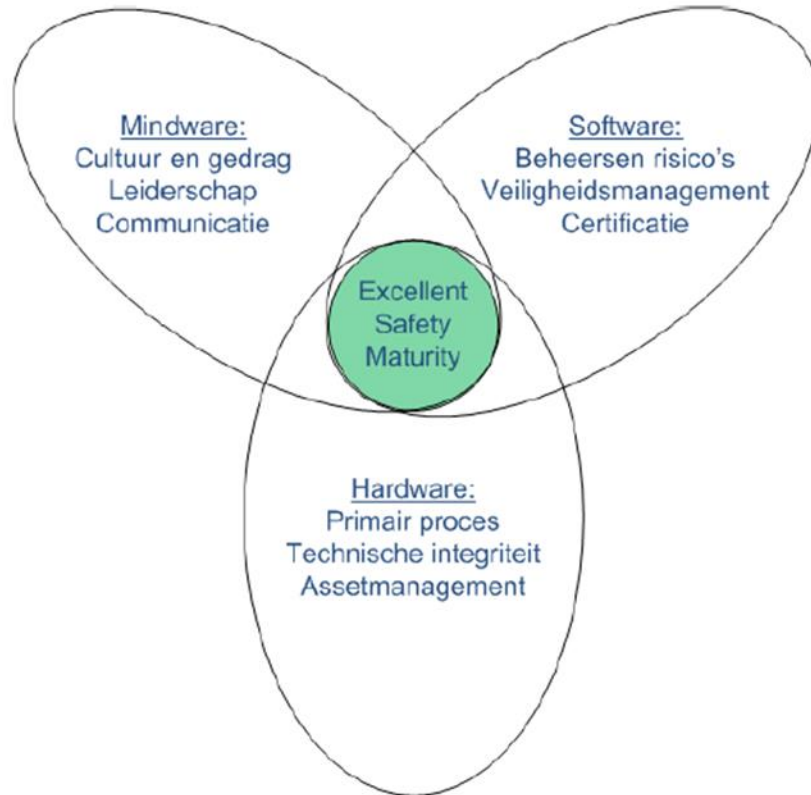 Mindware:
Cultuur en gedrag
Leiderschap
Communicatie
Software:
Beheersen risico's
Veiligheidsmanagement
Certificatie
Excellent
Safety
Maturity
Hardware:
Primair proces
Technische integriteit
Assetmanagement